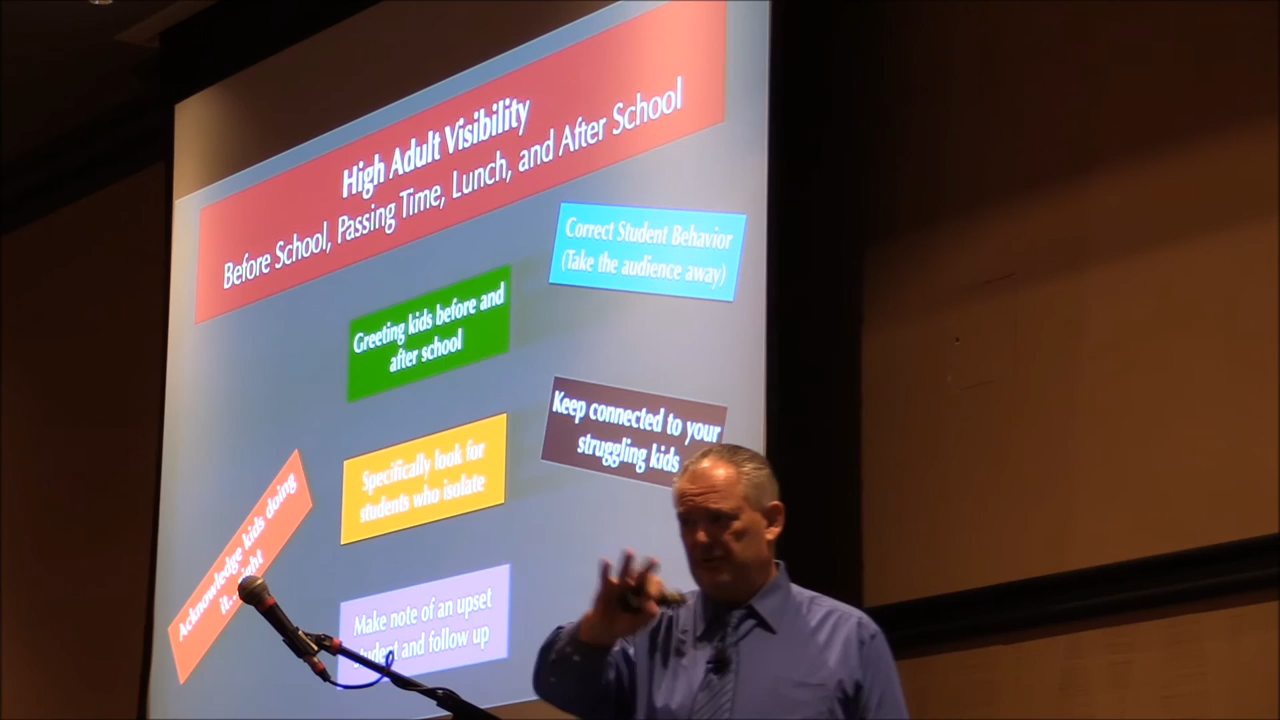 High Adult Visibility
Before School, Passing Time, Lunch, and After School
Correct Student Behavior
(Take the audience away)
Greeting kids before and
after school
Keep connected to your
struggling kids
Specifically look for
students who isolate
Acknowledge kids doing
Make note of an upset
student and follow up